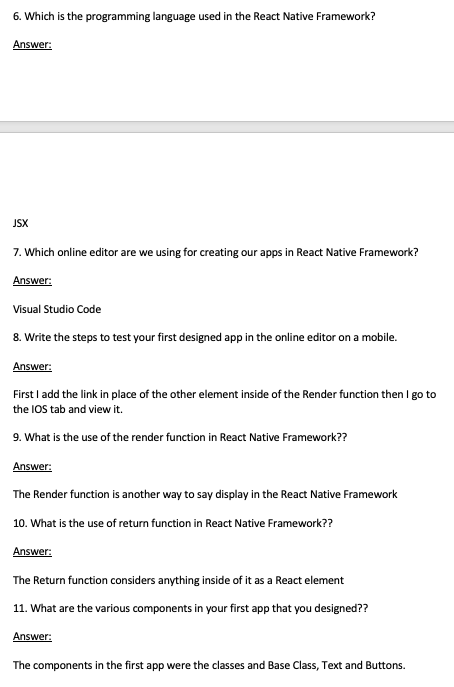 6. Which is the programming language used in the React Native Framework?
Answer:
JSX
7. Which online editor are we using for creating our apps in React Native Framework?
Answer:
Visual Studio Code
8. Write the steps to test your first designed app in the online editor on a mobile.
Answer:
First I add the link in place of the other element inside of the Render function then I go to
the IOS tab and view it.
9. What is the use of the render function in React Native Framework??
Answer:
The Render function is another way to say display in the React Native Framework
10. What is the use of return function in React Native Framework??
Answer:
The Return function considers anything inside of it as a React element
11. What are the various components in your first app that you designed??
Answer:
The components in the first app were the classes and Base Class, Text and Buttons.